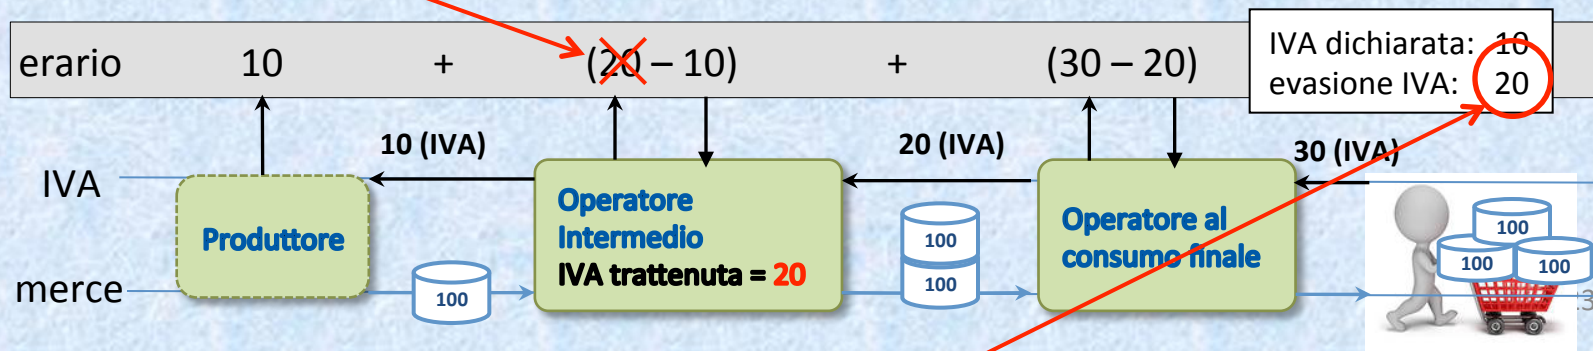 erario 10 + (20 – 10) + (30 – 20)
IVA dichiarata: 10
evasione IVA: 20
10 (IVA)
20 (IVA)
30 (IVA)
IVA
Produttore
Operatore
Intermedio
IVA trattenuta = 20
Operatore al
consumo finale
merce
100
100
100
100
100
100